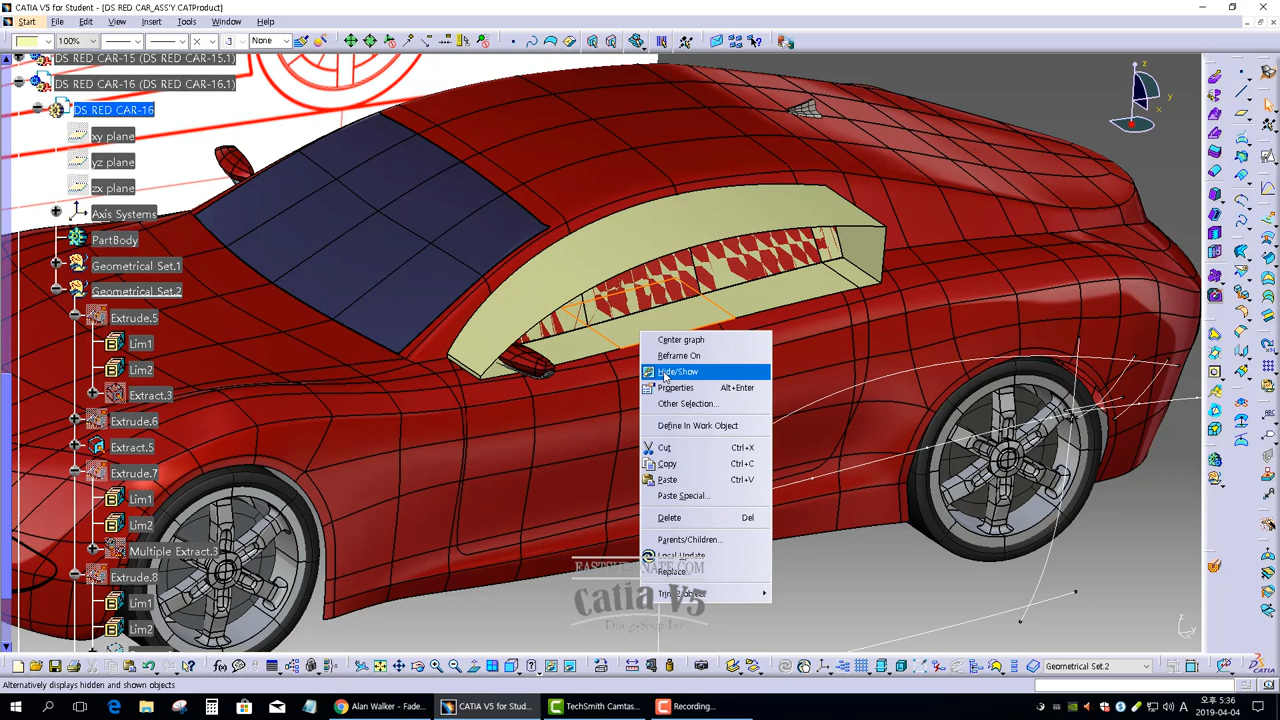 CATIA V5 for Student - [DS RED CAR_ASS'Y.CATProduct]
Start File Edit View Insert Tools Window Help
100% None
DS RED CAR-15 (DS RED CAR-15.1)
DS RED CAR-16 (DS RED CAR-16.1)
DS RED CAR-16
xy plane
yz plane
zx plane
Axis Systems
PartBody
Geometrical Set.1
Geometrical Set.2
Extrude.5
Lim1
Lim2
Extract.3
Extrude.6
Extract.5
Extrude.7
Lim1
Lim2
Multiple Extract.3
Extrude.8
Lim1
Lim2
z
x
y
Center graph
Reframe On
Hide/Show
Properties Alt+Enter
Other Selection...
Define In Work Object
Cut Ctrl+X
Copy Ctrl+C
Paste Ctrl+V
Paste Special...
Delete Del
Parents/Children...
Local Update
Replace...
Catia V5
Geometrical Set.2
Alternatively displays hidden and shown objects
Alan Walker - Fade...
CATIA V5 for Stud...
TechSmith Camtas...
Recording...
A
오후 5:36
2019-04-04